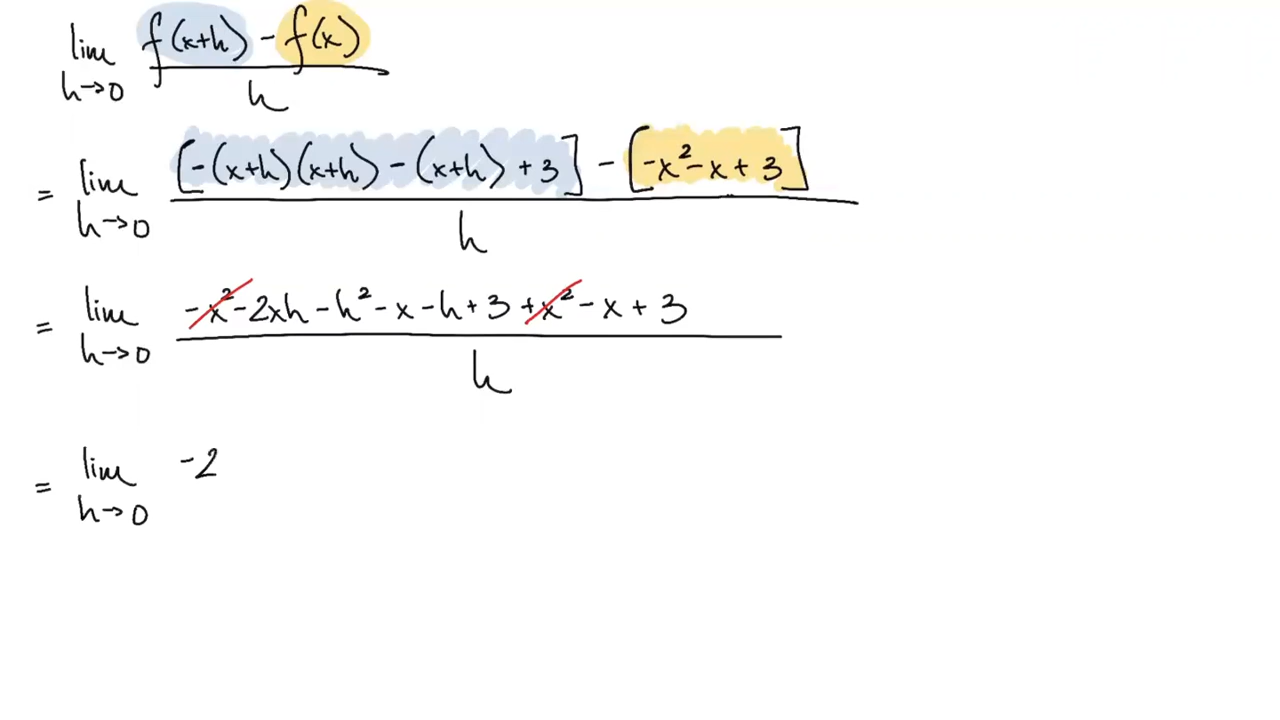 lim h→0 f(x+h) - f(x) / h
= lim h→0 [-(x+h)(x+h) - (x+h) + 3] - [-x² - x + 3] / h
= lim h→0 -x² - 2xh - h² - x - h + 3 + x² - x + 3 / h
= lim h→0 -2